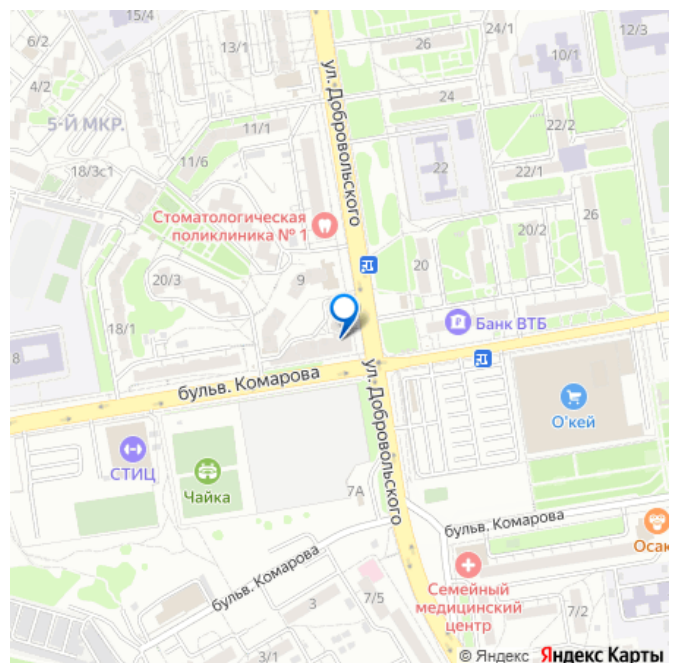 15/4
24/1
12/3
6/2
13/1
26
10/1
4/2
24
5-Й МКР.
11/1
22/2
ул. Добровольского
11/6
18/3с1
22
22/1
Стоматологическая
поликлиника № 1
26
20/2
20/3
9
20
18/1
Банк ВТБ
8
бульв. Комарова
ул. Добровольского
О'кей
СТИЦ
Чайка
7А
бульв. Комарова
Осак
бульв. Комарова
Семейный
медицинский
центр
7/5
3
7/2
3/1
© Яндекс Яндекс Карты